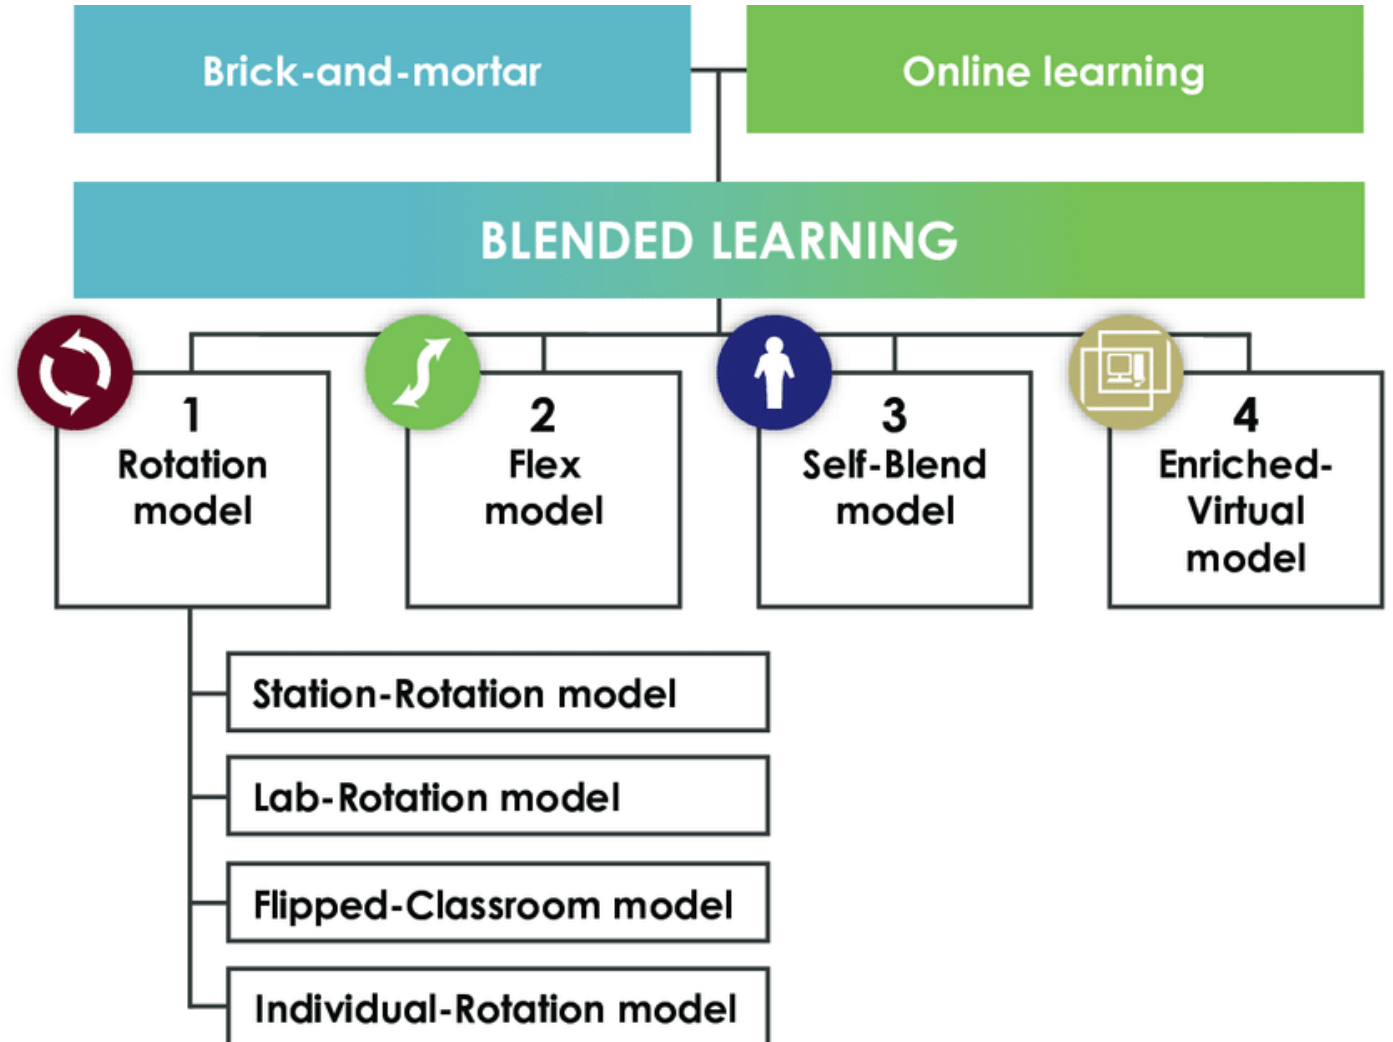 Brick-and-mortar
Online learning
BLENDED LEARNING
1
Rotation
model
2
Flex
model
3
Self-Blend
model
4
Enriched-
Virtual
model
Station-Rotation model
Lab-Rotation model
Flipped-Classroom model
Individual-Rotation model